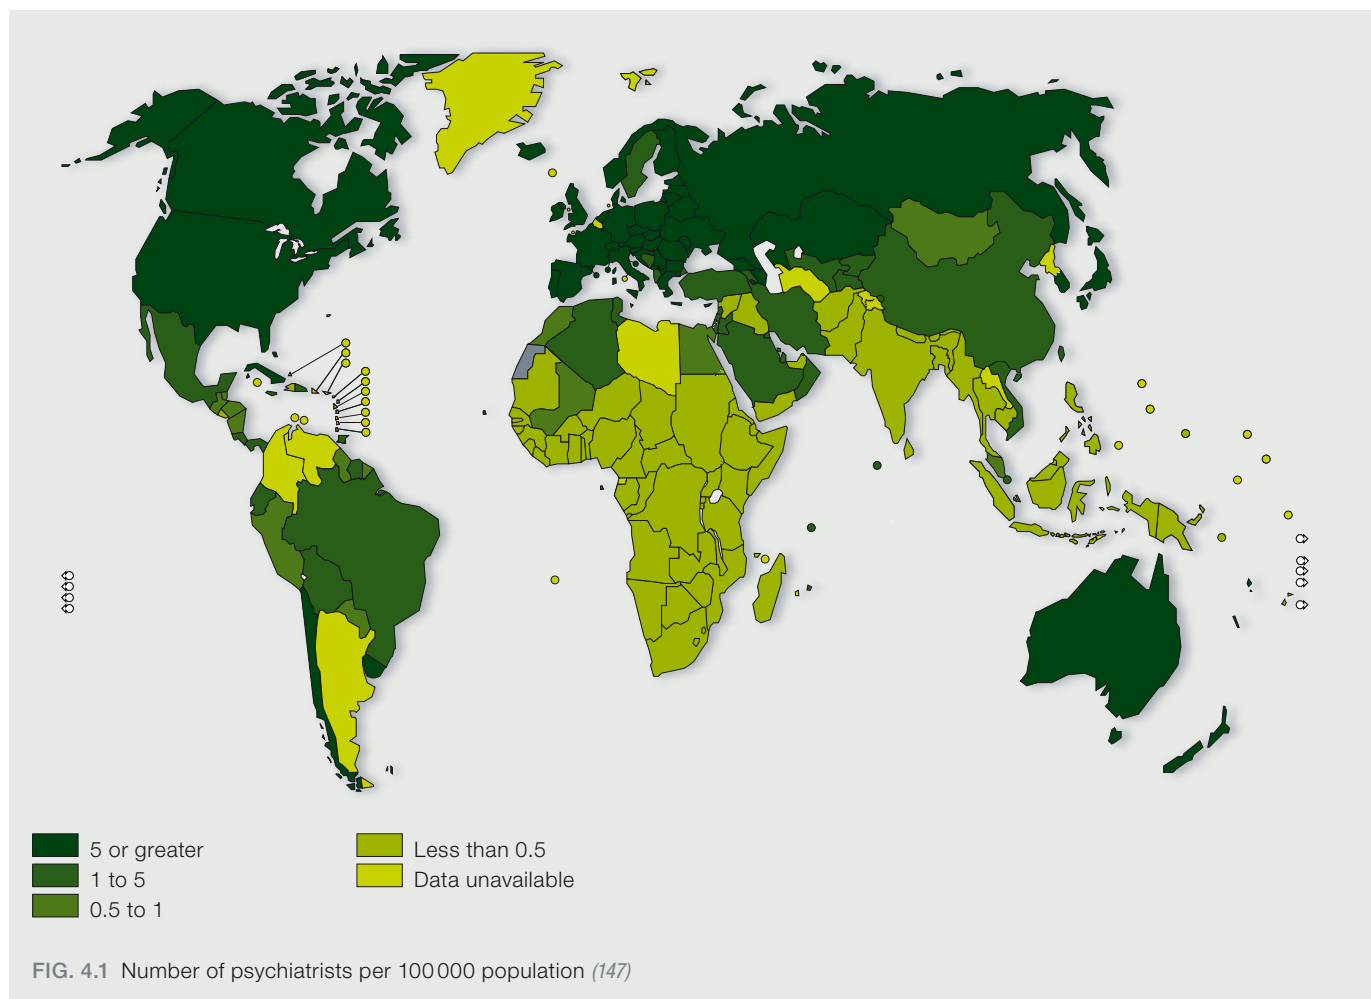 5 or greater
1 to 5
0.5 to 1
Less than 0.5
Data unavailable
FIG. 4.1 Number of psychiatrists per 100 000 population (147)